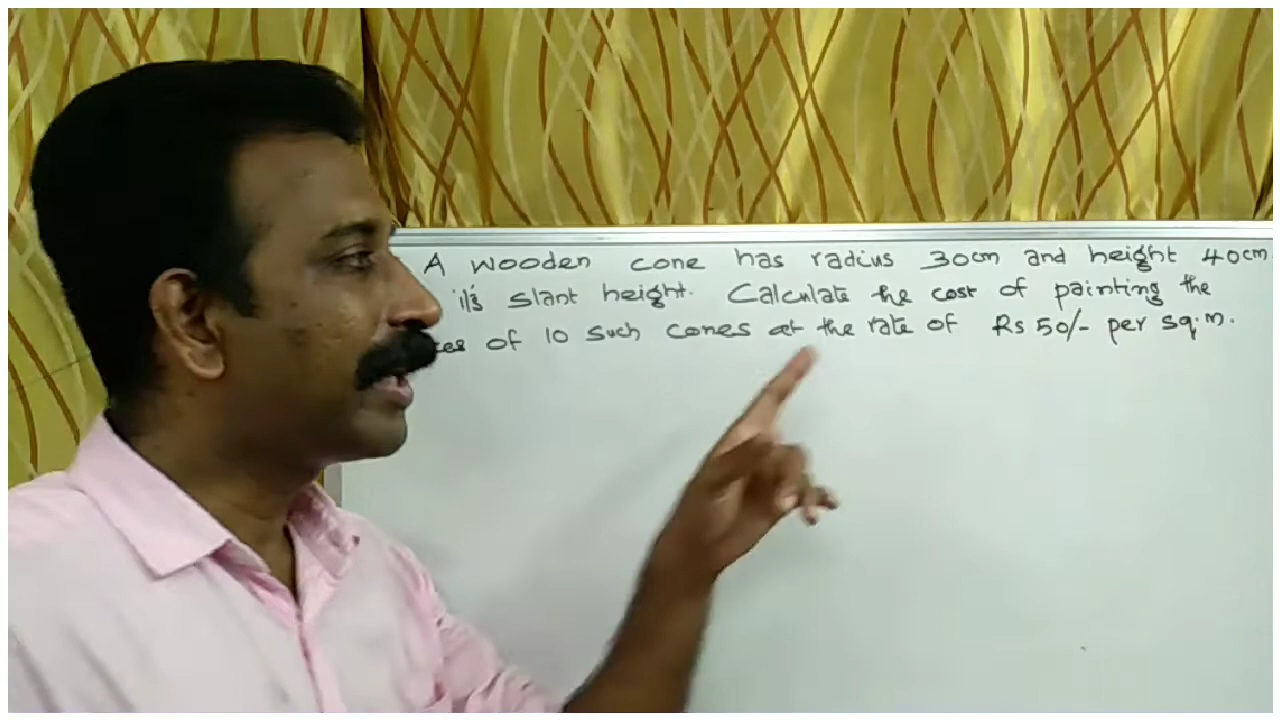 A wooden cone has radius 30cm and height 40cm
it's slant height. Calculate the cost of painting the
of 10 such cones at the rate of Rs 50/- per sq.m.